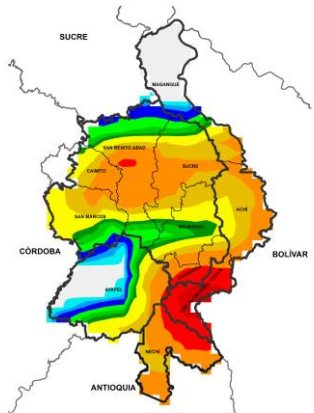 SUCRE
MAGANGUÉ
SAN BENITO ABAD
CAIMITO
SUCRE
ACHÍ
SAN MARCOS
MAJAGUAL
CÓRDOBA
BOLÍVAR
AYAPEL
NECHÍ
ANTIOQUIA